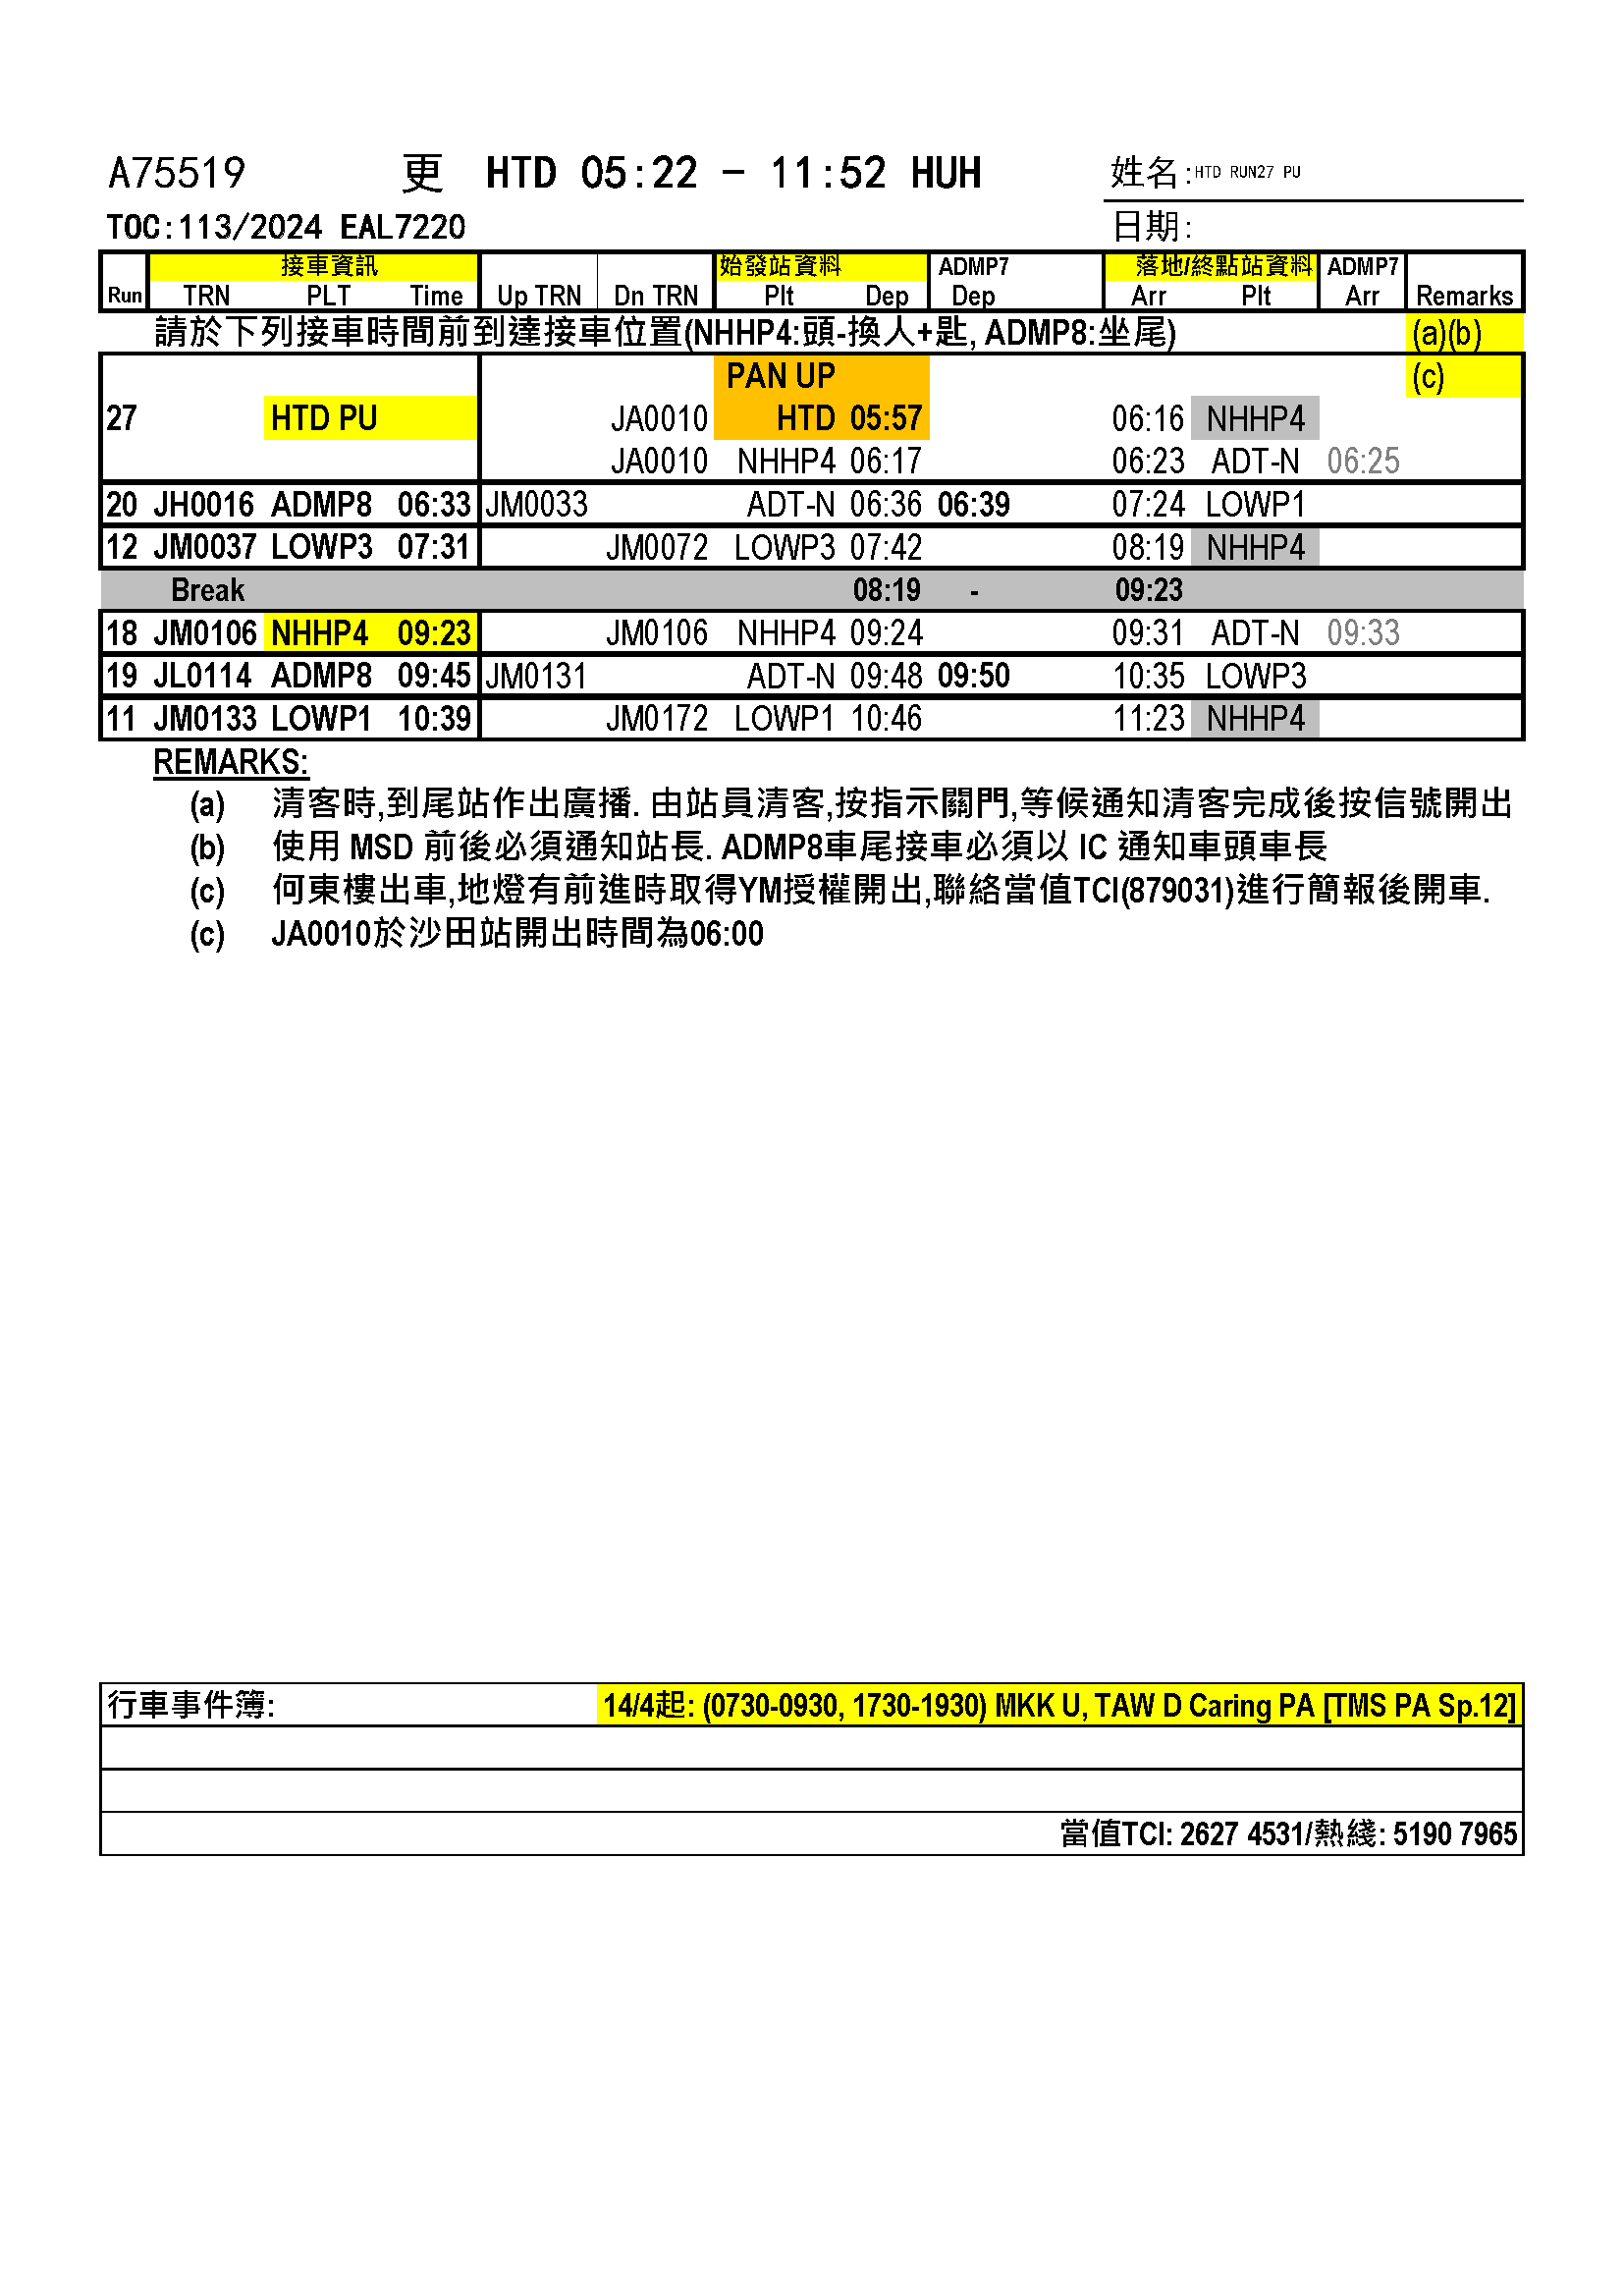 A75519 更 HTD 05:22 - 11:52 HUH 姓名:HTD RUN27 PU
TOC:113/2024 EAL7220 日期:
接車資訊 始發站資料 ADMP7 落地/終點站資料 ADMP7
Run TRN PLT Time Up TRN Dn TRN Plt Dep Dep Arr Plt Arr Remarks
請於下列接車時間前到達接車位置(NHHP4:頭-換人+匙, ADMP8:坐尾) (a)(b)
PAN UP (c)
27 HTD PU JA0010 HTD 05:57 06:16 NHHP4
JA0010 NHHP4 06:17 06:23 ADT-N 06:25
20 JH0016 ADMP8 06:33 JM0033 ADT-N 06:36 06:39 07:24 LOWP1
12 JM0037 LOWP3 07:31 JM0072 LOWP3 07:42 08:19 NHHP4
Break 08:19 - 09:23
18 JM0106 NHHP4 09:23 JM0106 NHHP4 09:24 09:31 ADT-N 09:33
19 JL0114 ADMP8 09:45 JM0131 ADT-N 09:48 09:50 10:35 LOWP3
11 JM0133 LOWP1 10:39 JM0172 LOWP1 10:46 11:23 NHHP4
REMARKS:
(a) 清客時,到尾站作出廣播. 由站員清客,按指示關門,等候通知清客完成後按信號開出
(b) 使用 MSD 前後必須通知站長. ADMP8車尾接車必須以 IC 通知車頭車長
(c) 何東樓出車,地燈有前進時取得YM授權開出,聯絡當值TCI(879031)進行簡報後開車.
(c) JA0010於沙田站開出時間為06:00
行車事件簿: 14/4起: (0730-0930, 1730-1930) MKK U, TAW D Caring PA [TMS PA Sp.12]
當值TCI: 2627 4531/熱綫: 5190 7965